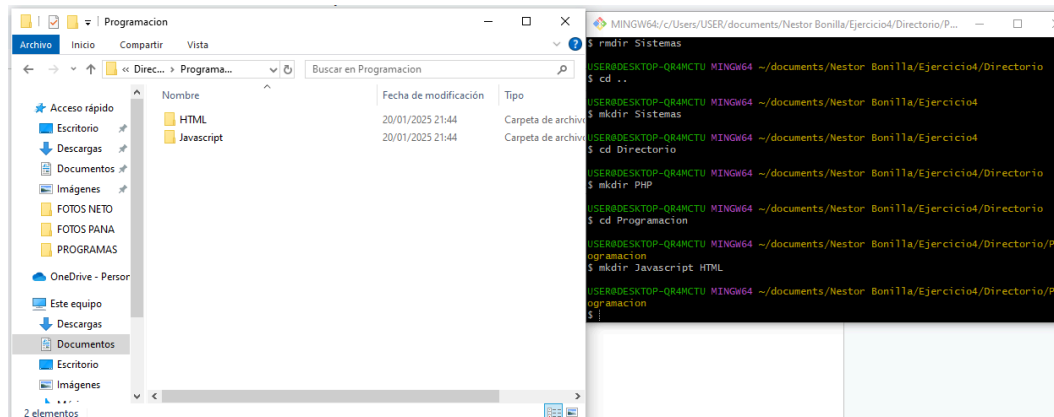 Programacion
Archivo Inicio Compartir Vista
« Direc... > Programa...
Buscar en Programacion
Nombre Fecha de modificación Tipo
HTML 20/01/2025 21:44 Carpeta de archivo
Javascript 20/01/2025 21:44 Carpeta de archivo
Acceso rápido
Escritorio
Descargas
Documentos
Imágenes
FOTOS NETO
FOTOS PANA
PROGRAMAS
OneDrive - Person
Este equipo
Descargas
Documentos
Escritorio
Imágenes
2 elementos
MINGW64:/c/Users/USER/documents/Nestor Bonilla/Ejercicio4/Directorio/P...
$ rmdir Sistemas
USER@DESKTOP-QR4MCTU MINGW64 ~/documents/Nestor Bonilla/Ejercicio4/Directorio
$ cd ..
USER@DESKTOP-QR4MCTU MINGW64 ~/documents/Nestor Bonilla/Ejercicio4
$ mkdir Sistemas
USER@DESKTOP-QR4MCTU MINGW64 ~/documents/Nestor Bonilla/Ejercicio4
$ cd Directorio
USER@DESKTOP-QR4MCTU MINGW64 ~/documents/Nestor Bonilla/Ejercicio4/Directorio
$ mkdir PHP
USER@DESKTOP-QR4MCTU MINGW64 ~/documents/Nestor Bonilla/Ejercicio4/Directorio
$ cd Programacion
USER@DESKTOP-QR4MCTU MINGW64 ~/documents/Nestor Bonilla/Ejercicio4/Directorio/P
ogramacion
$ mkdir Javascript HTML
USER@DESKTOP-QR4MCTU MINGW64 ~/documents/Nestor Bonilla/Ejercicio4/Directorio/P
ogramacion
$